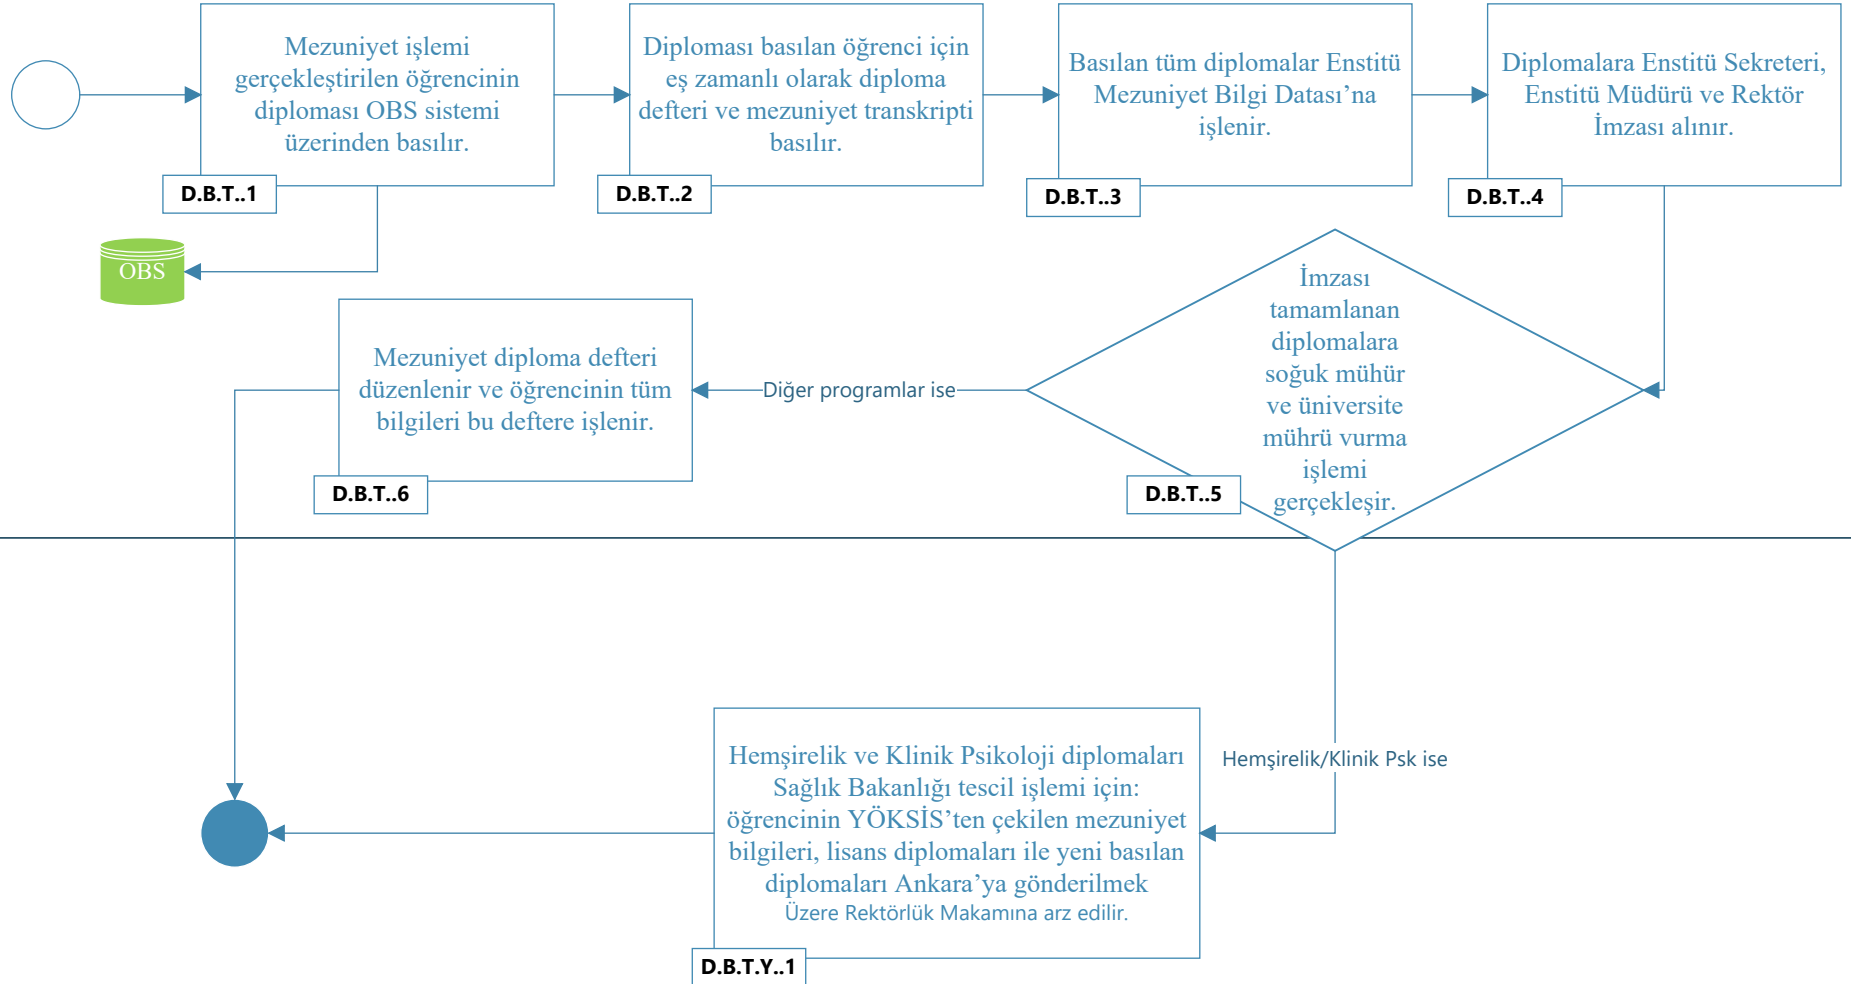 Mezuniyet işlemi
gerçekleştirilen öğrencinin
diploması OBS sistemi
üzerinden basılır.
D.B.T..1
Diploması basılan öğrenci için
eş zamanlı olarak diploma
defteri ve mezuniyet transkripti
basılır.
D.B.T..2
Basılan tüm diplomalar Enstitü
Mezuniyet Bilgi Datası’na
işlenir.
D.B.T..3
Diplomalara Enstitü Sekreteri,
Enstitü Müdürü ve Rektör
İmzası alınır.
D.B.T..4
OBS
İmzası
tamamlanan
diplomalara
soğuk mühür
ve üniversite
mührü vurma
işlemi
gerçekleşir.
D.B.T..5
Diğer programlar ise
Mezuniyet diploma defteri
düzenlenir ve öğrencinin tüm
bilgileri bu deftere işlenir.
D.B.T..6
Hemşirelik/Klinik Psk ise
Hemşirelik ve Klinik Psikoloji diplomaları
Sağlık Bakanlığı tescil işlemi için:
öğrencinin YÖKSİS’ten çekilen mezuniyet
bilgileri, lisans diplomaları ile yeni basılan
diplomaları Ankara’ya gönderilmek
Üzere Rektörlük Makamına arz edilir.
D.B.T.Y..1